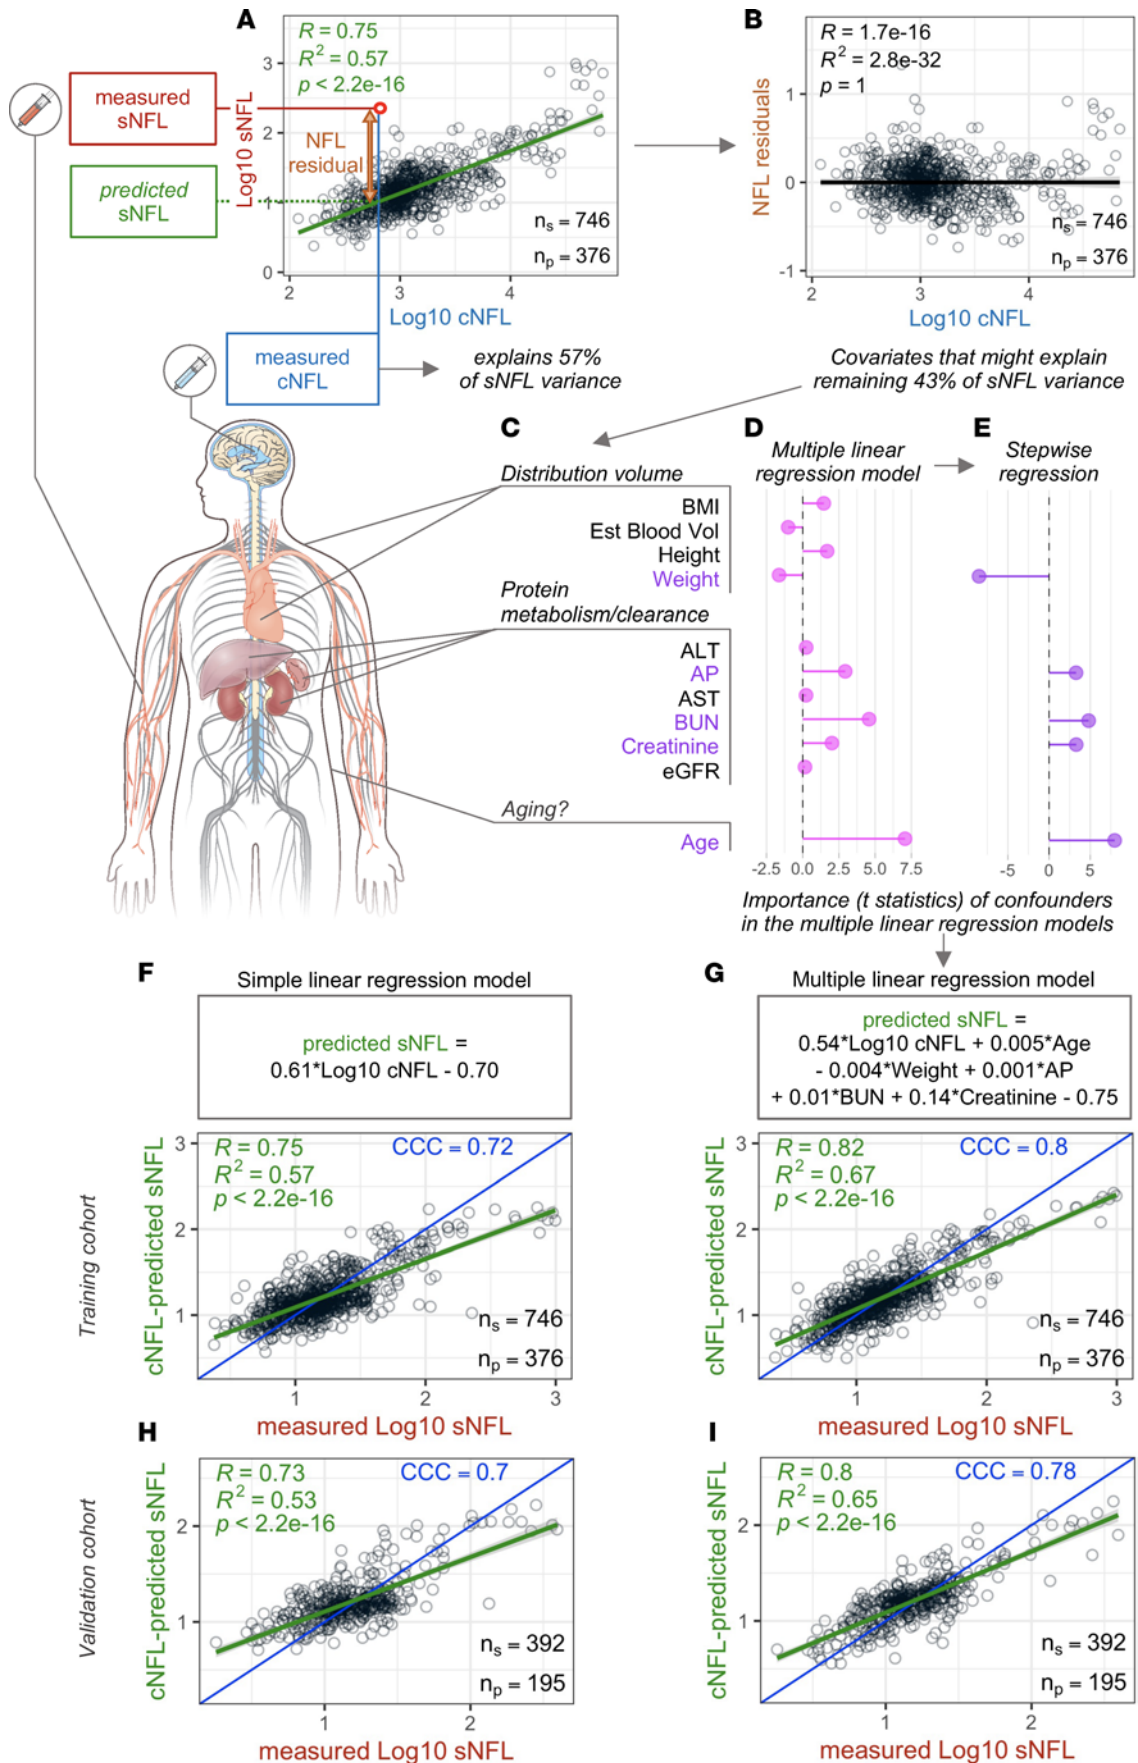 A
R = 0.75
R² = 0.57
p < 2.2e-16
Log10 sNFL
3
2
1
0
2
3
4
Log10 cNFL
NFL
residual
n_s = 746
n_p = 376
measured
sNFL
predicted
sNFL
measured
cNFL
explains 57%
of sNFL variance
B
R = 1.7e-16
R² = 2.8e-32
p = 1
NFL residuals
1
0
-1
2
3
4
Log10 cNFL
n_s = 746
n_p = 376
Covariates that might explain
remaining 43% of sNFL variance
C
Distribution volume
BMI
Est Blood Vol
Height
Weight
Protein
metabolism/clearance
ALT
AP
AST
BUN
Creatinine
eGFR
Aging?
Age
D
Multiple linear
regression model
-2.5
0.0
2.5
5.0
7.5
E
Stepwise
regression
-5
0
5
Importance (t statistics) of confounders
in the multiple linear regression models
F
Simple linear regression model
predicted sNFL =
0.61*Log10 cNFL - 0.70
Training cohort
cNFL-predicted sNFL
R = 0.75
R² = 0.57
p < 2.2e-16
CCC = 0.72
3
2
1
n_s = 746
n_p = 376
1
2
3
measured Log10 sNFL
G
Multiple linear regression model
predicted sNFL =
0.54*Log10 cNFL + 0.005*Age
- 0.004*Weight + 0.001*AP
+ 0.01*BUN + 0.14*Creatinine - 0.75
cNFL-predicted sNFL
R = 0.82
R² = 0.67
p < 2.2e-16
CCC = 0.8
3
2
1
n_s = 746
n_p = 376
1
2
3
measured Log10 sNFL
H
Validation cohort
cNFL-predicted sNFL
R = 0.73
R² = 0.53
p < 2.2e-16
CCC = 0.7
2
1
n_s = 392
n_p = 195
1
2
measured Log10 sNFL
I
cNFL-predicted sNFL
R = 0.8
R² = 0.65
p < 2.2e-16
CCC = 0.78
2
1
n_s = 392
n_p = 195
1
2
measured Log10 sNFL